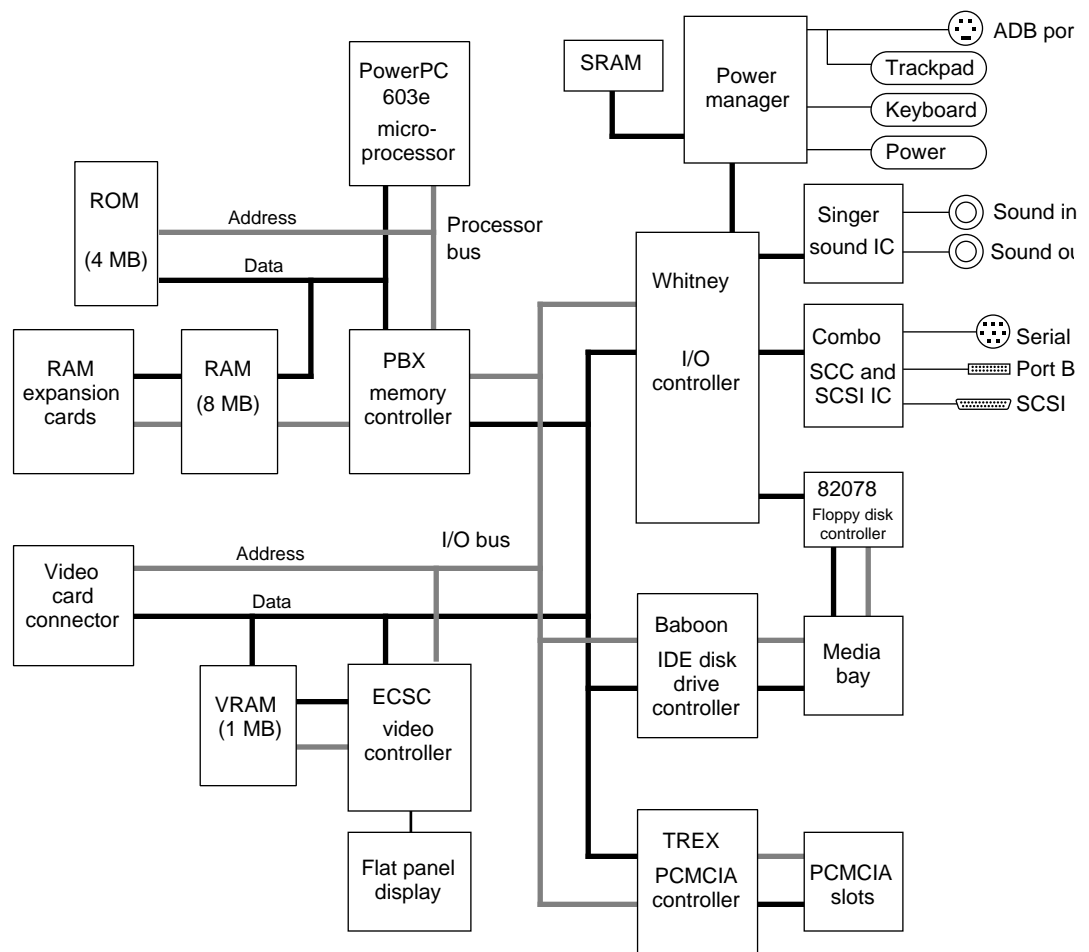 PowerPC
603e
micro-
processor
SRAM
Power
manager
ADB por
Trackpad
Keyboard
Power
ROM
(4 MB)
Address
Data
Processor
bus
Singer
sound IC
Sound in
Sound ou
Whitney
I/O
controller
RAM
expansion
cards
RAM
(8 MB)
PBX
memory
controller
Combo
SCC and
SCSI IC
Serial
Port B
SCSI
82078
Floppy disk
controller
Video
card
connector
Address
I/O bus
Data
VRAM
(1 MB)
ECSC
video
controller
Baboon
IDE disk
drive
controller
Media
bay
Flat panel
display
TREX
PCMCIA
controller
PCMCIA
slots